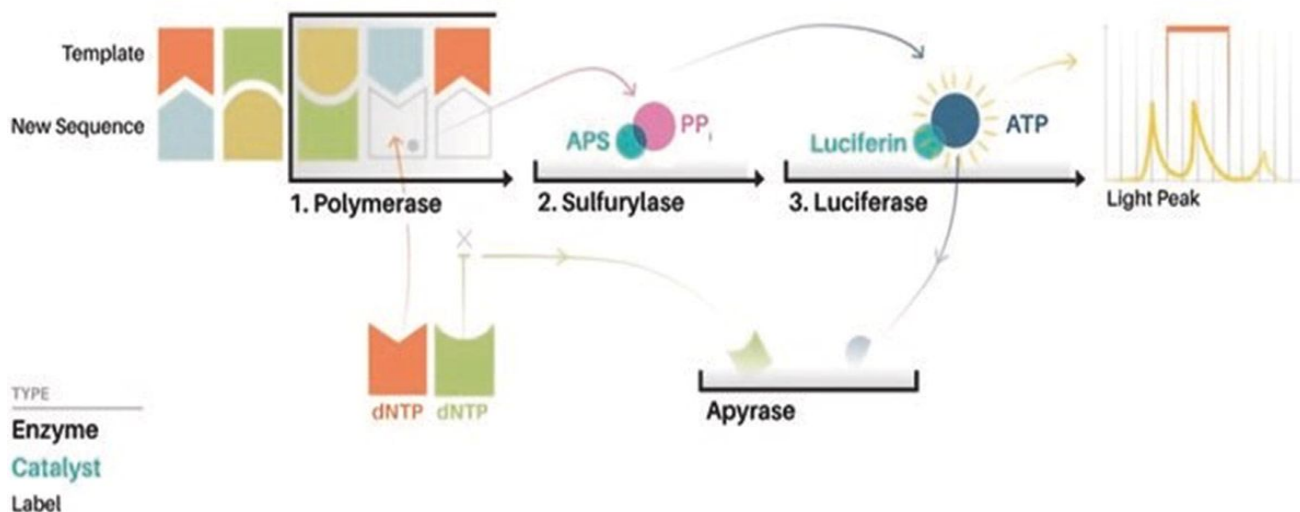 Template
New Sequence
APS
PPi
Luciferin
ATP
1. Polymerase
2. Sulfurylase
3. Luciferase
Light Peak
X
dNTP
dNTP
Apyrase
TYPE
Enzyme
Catalyst
Label